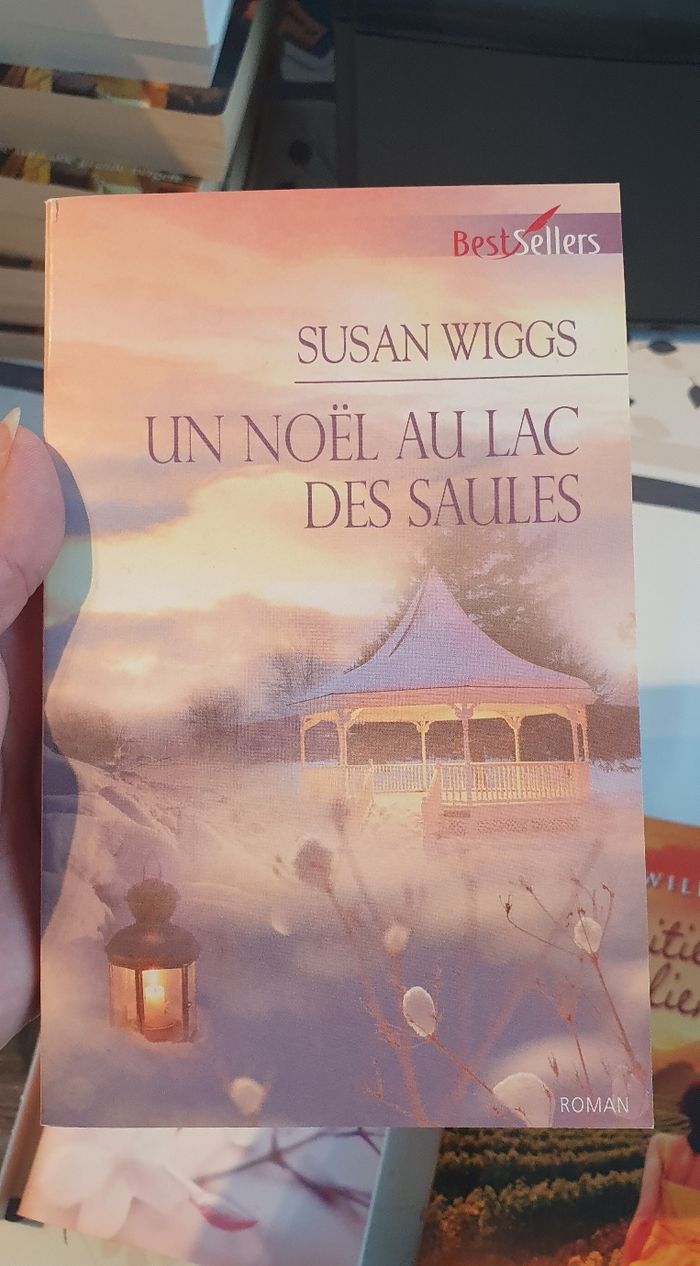 BestSellers
SUSAN WIGGS
UN NOËL AU LAC
DES SAULES
ROMAN